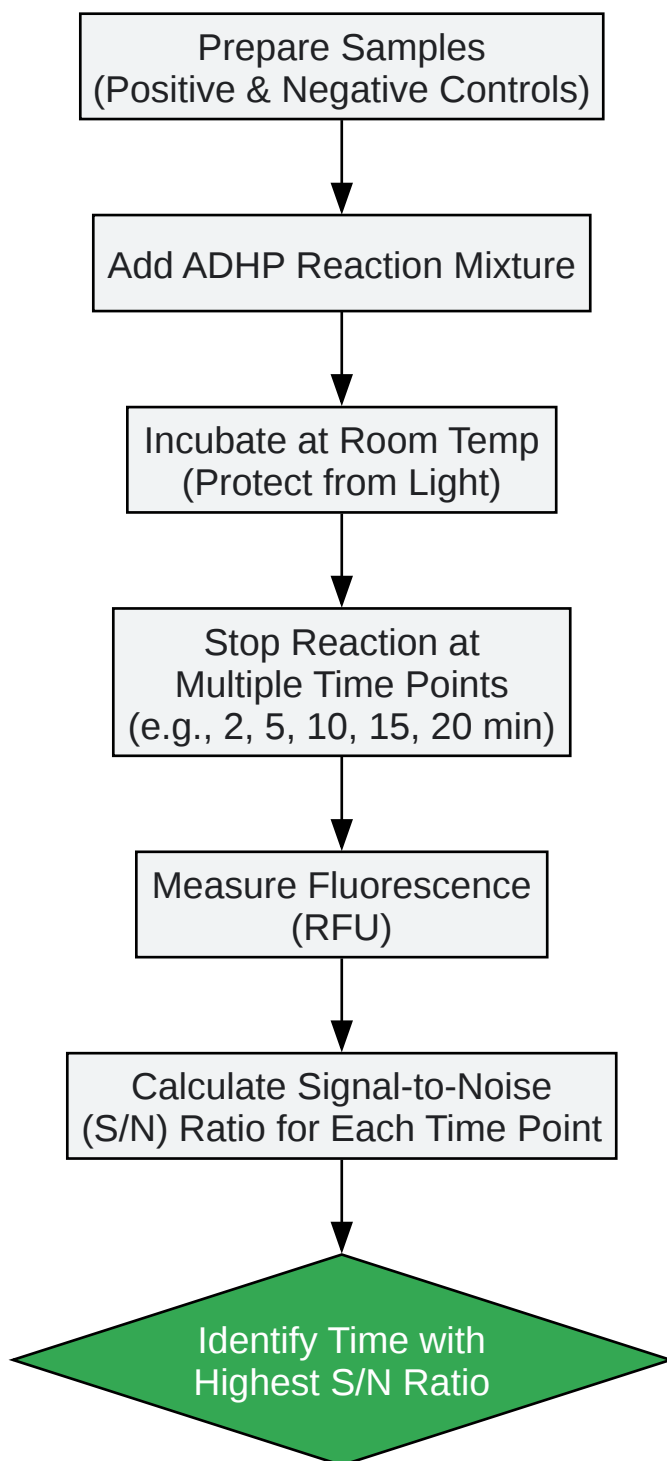 Prepare Samples
(Positive & Negative Controls)
Add ADHP Reaction Mixture
Incubate at Room Temp
(Protect from Light)
Stop Reaction at
Multiple Time Points
(e.g., 2, 5, 10, 15, 20 min)
Measure Fluorescence
(RFU)
Calculate Signal-to-Noise
(S/N) Ratio for Each Time Point
Identify Time with
Highest S/N Ratio